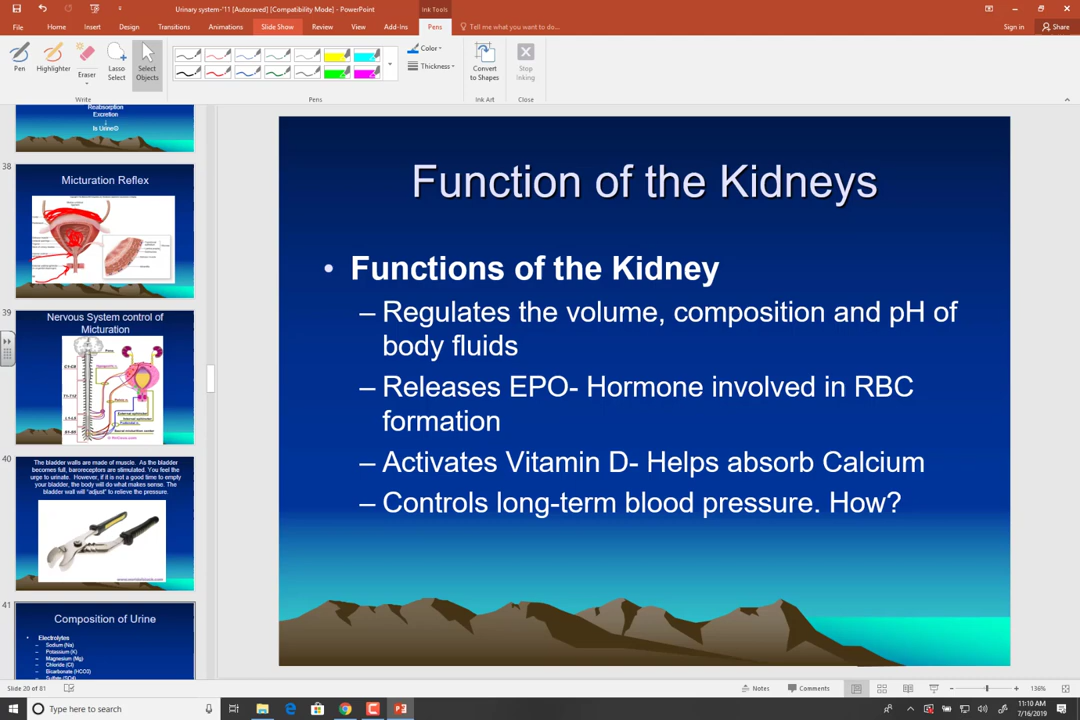 Urinary system-'11 [Autosaved] [Compatibility Mode] - PowerPoint
Ink Tools
File Home Insert Design Transitions Animations Slide Show Review View Add-Ins Pens Tell me what you want to do...
Sign in Share
Pen
Highlighter
Eraser
Lasso
Select
Select
Objects
Color
Thickness
Convert
to Shapes
Stop
Inking
Write
Pens
Ink Art
Close
Reabsorption
Excretion
↓
Is Urine☺
38
Micturation Reflex
39
Nervous System control of
Micturation
40
The bladder walls are made of muscle. As the bladder
becomes full, baroreceptors are stimulated. You feel the
urge to urinate. However, if it is not a good time to empty
your bladder, the body will do what makes sense. The
bladder wall will "adjust" to relieve the pressure.
41
Composition of Urine
• Electrolytes
– Sodium (Na)
– Potassium (K)
– Magnesium (Mg)
– Chloride (Cl)
– Bicarbonate (HCO3)
– Sulfate (SO4)
Function of the Kidneys
• Functions of the Kidney
– Regulates the volume, composition and pH of
body fluids
– Releases EPO- Hormone involved in RBC
formation
– Activates Vitamin D- Helps absorb Calcium
– Controls long-term blood pressure. How?
Slide 20 of 81
Notes
Comments
136%
Type here to search
11:10 AM
7/16/2019